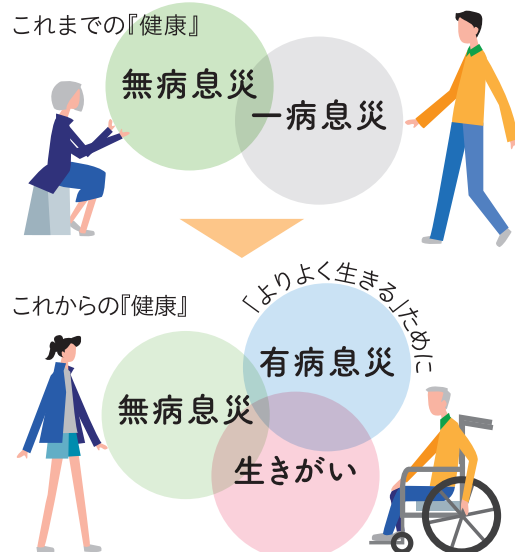 これまでの『健康』
無病息災
一病息災
これからの『健康』
「よりよく生きる」ために
有病息災
無病息災
生きがい